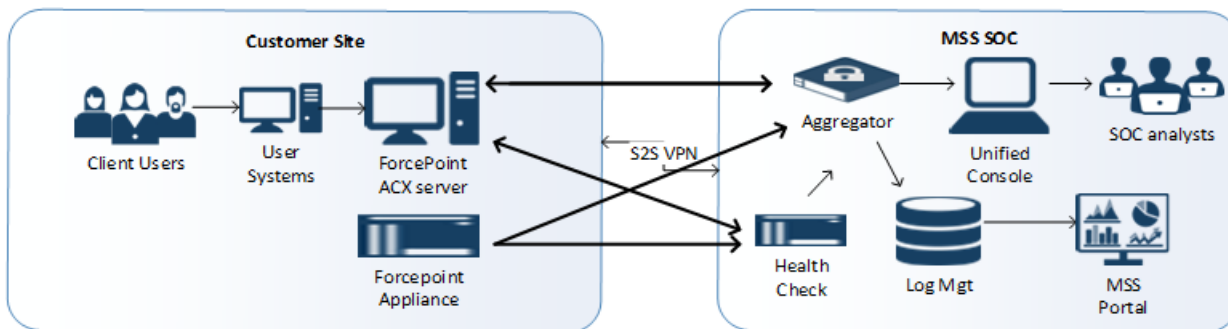 Customer Site
MSS SOC
Client Users
User
Systems
ForcePoint
ACX server
S2S VPN
Aggregator
Unified
Console
SOC analysts
Forcepoint
Appliance
Health
Check
Log Mgt
MSS
Portal